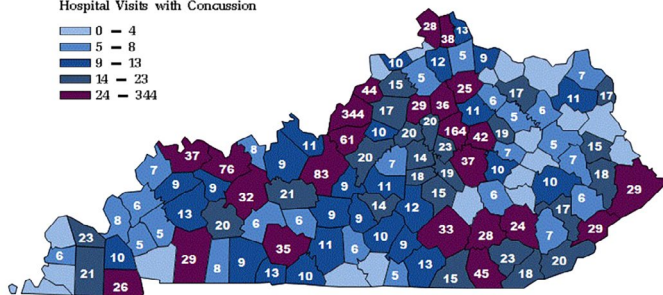 Hospital Visits with Concussion
0 – 4
5 – 8
9 – 13
14 – 23
24 – 344
28 38 13
10 12 5 9
44 15 5 7
344 17 29 36 25 6 17 11 17
61 10 20 20 164 11 5 6
37 8 11 20 7 14 23 42 19 5 15
7 76 9 83 18 19 37 7 7 18
9 9 32 21 9 11 15 10 10 29
8 6 13 20 6 6 9 9 14 12 6 6 17
23 5 5 35 11 6 10 9 33 28 24 7 29
6 21 10 29 8 9 13 10 5 13 15 45 23 18 20
26